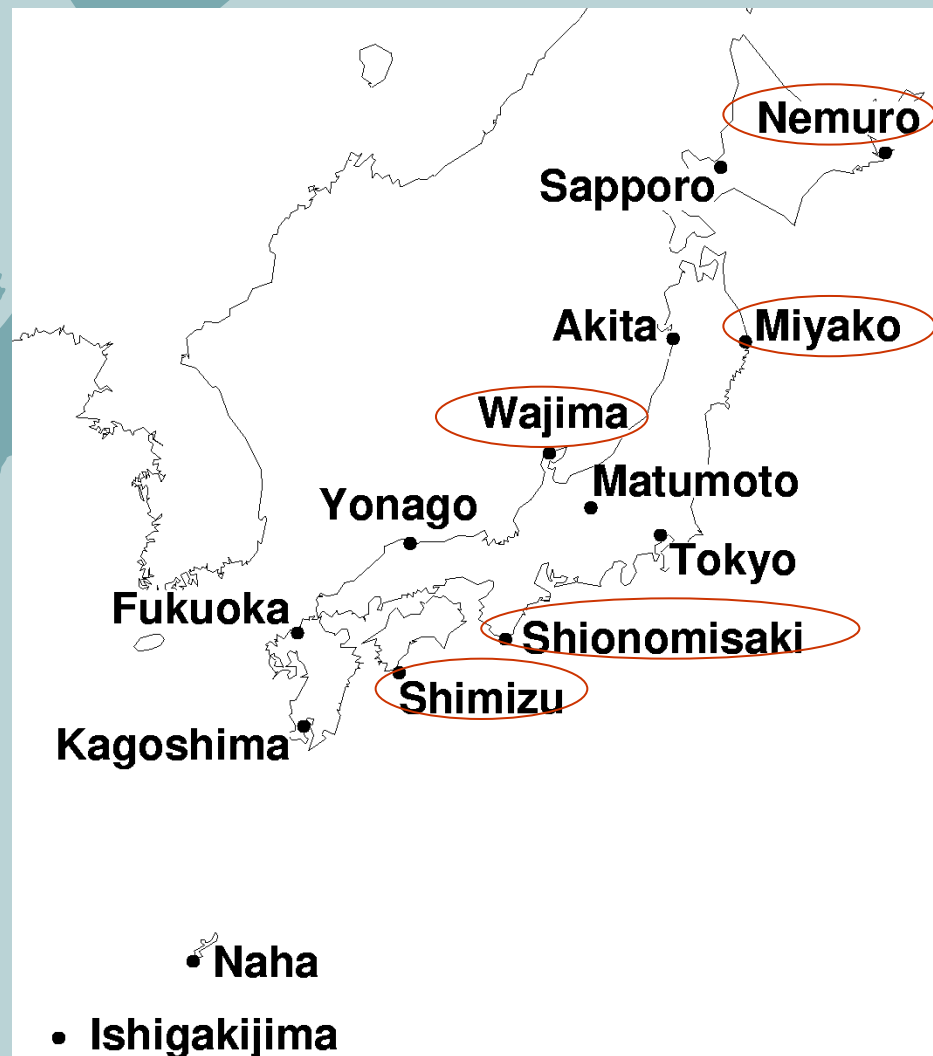 Nemuro
Sapporo
Akita
Miyako
Wajima
Matumoto
Yonago
Tokyo
Fukuoka
Shionomisaki
Shimizu
Kagoshima
Naha
Ishigakijima